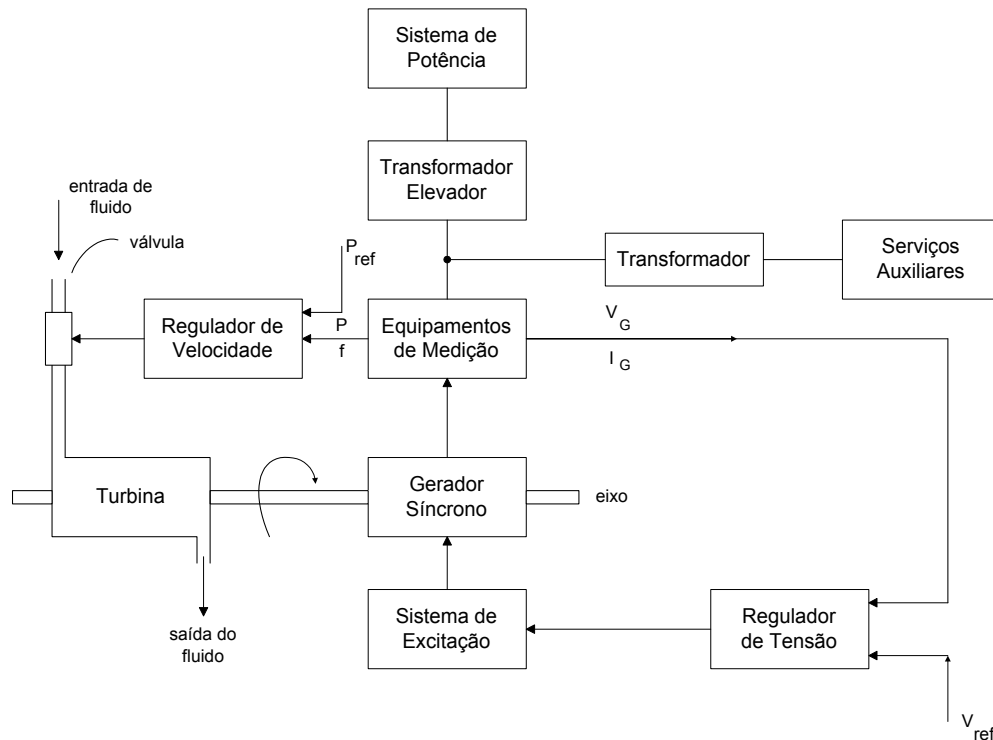 Sistema de
Potência
Transformador
Elevador
entrada de
fluido
válvula
P
ref
Transformador
Serviços
Auxiliares
Regulador de
Velocidade
P
f
Equipamentos
de Medição
V
G
I
G
Turbina
Gerador
Síncrono
eixo
saída do
fluido
Sistema de
Excitação
Regulador
de Tensão
V
ref